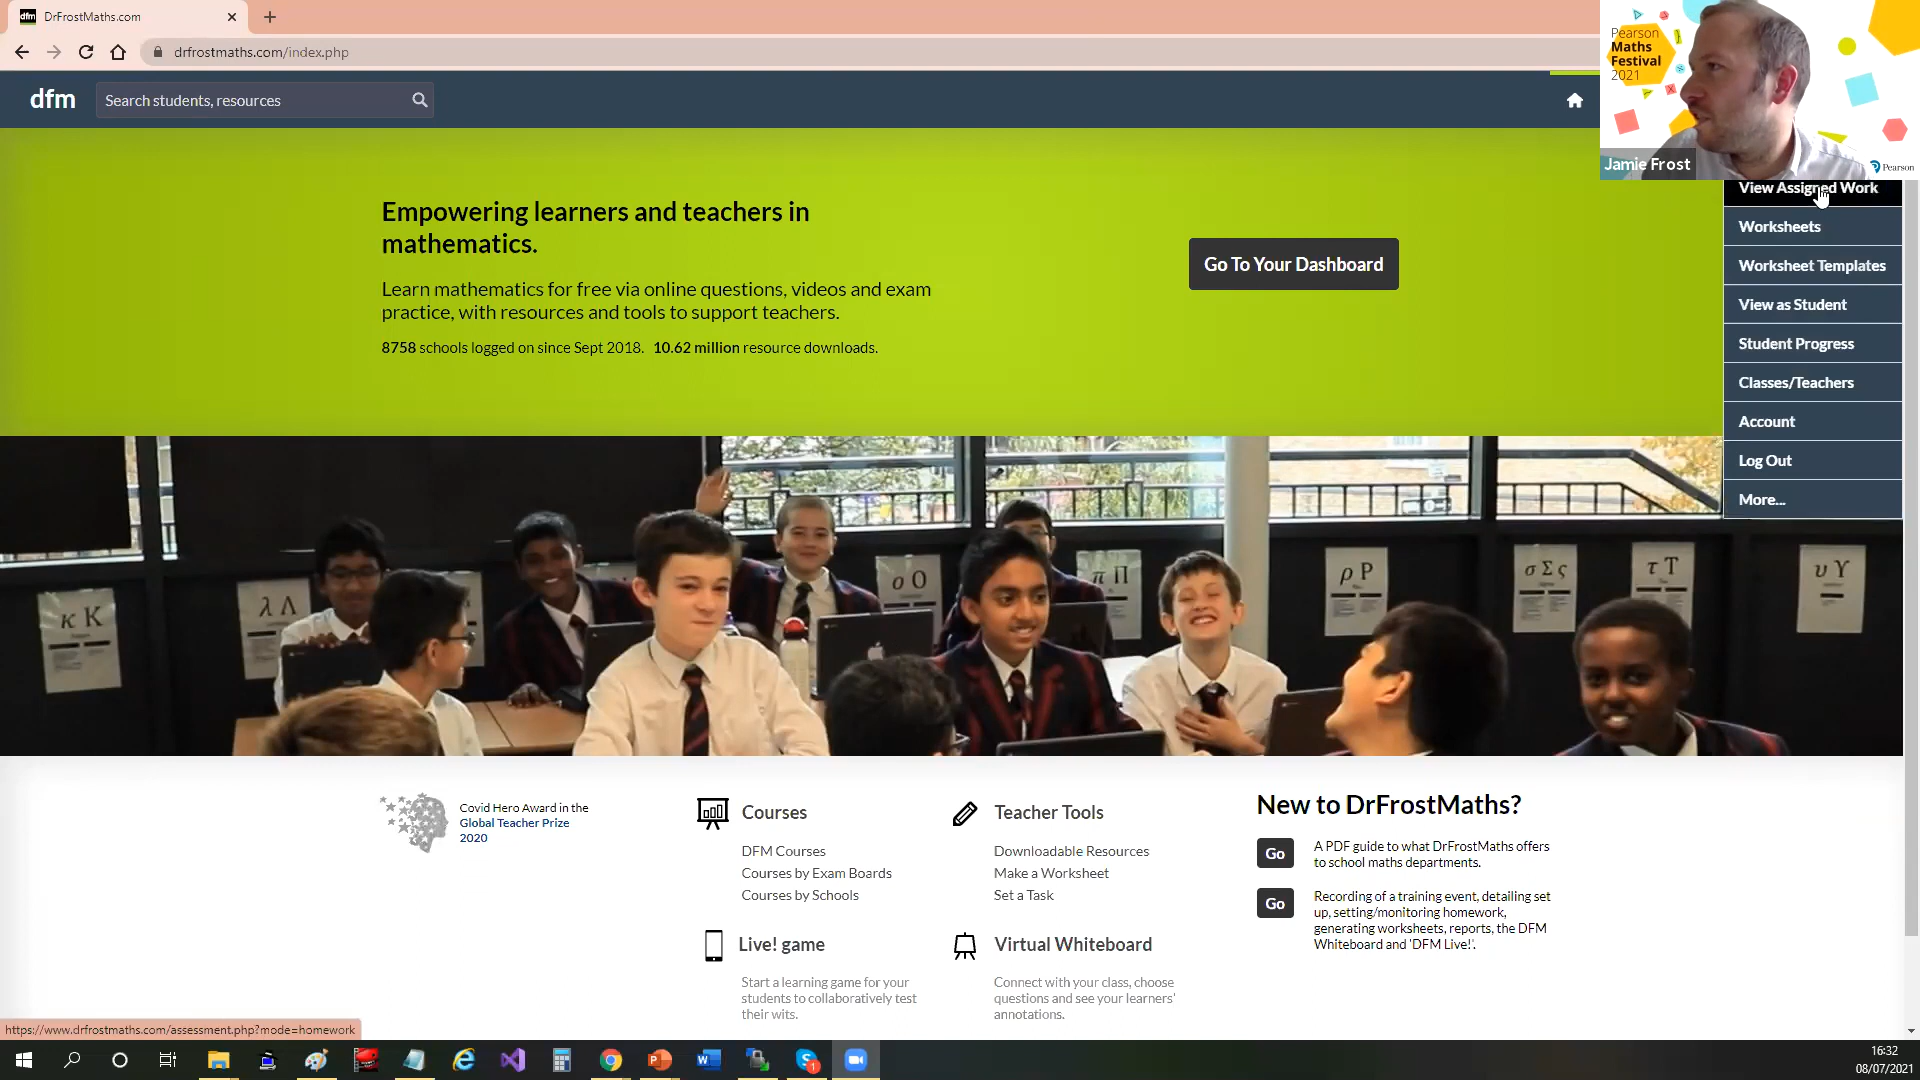 dfm
DrFrostMaths.com
drfrostmaths.com/index.php
Pearson
Maths
Festival
2021
Jamie Frost
Pearson
dfm
Search students, resources
View Assigned Work
Worksheets
Worksheet Templates
View as Student
Student Progress
Classes/Teachers
Account
Log Out
More...
Empowering learners and teachers in
mathematics.
Learn mathematics for free via online questions, videos and exam
practice, with resources and tools to support teachers.
8758 schools logged on since Sept 2018. 10.62 million resource downloads.
Go To Your Dashboard
κ Κ
λ Λ
ο Ο
π Π
ρ Ρ
σ Σ ς
τ Τ
υ Υ
Covid Hero Award in the
Global Teacher Prize
2020
Courses
DFM Courses
Courses by Exam Boards
Courses by Schools
Teacher Tools
Downloadable Resources
Make a Worksheet
Set a Task
Live! game
Start a learning game for your
students to collaboratively test
their wits.
Virtual Whiteboard
Connect with your class, choose
questions and see your learners'
annotations.
New to DrFrostMaths?
Go
A PDF guide to what DrFrostMaths offers
to school maths departments.
Go
Recording of a training event, detailing set
up, setting/monitoring homework,
generating worksheets, reports, the DFM
Whiteboard and 'DFM Live!'.
https://www.drfrostmaths.com/assessment.php?mode=homework
16:32
08/07/2021